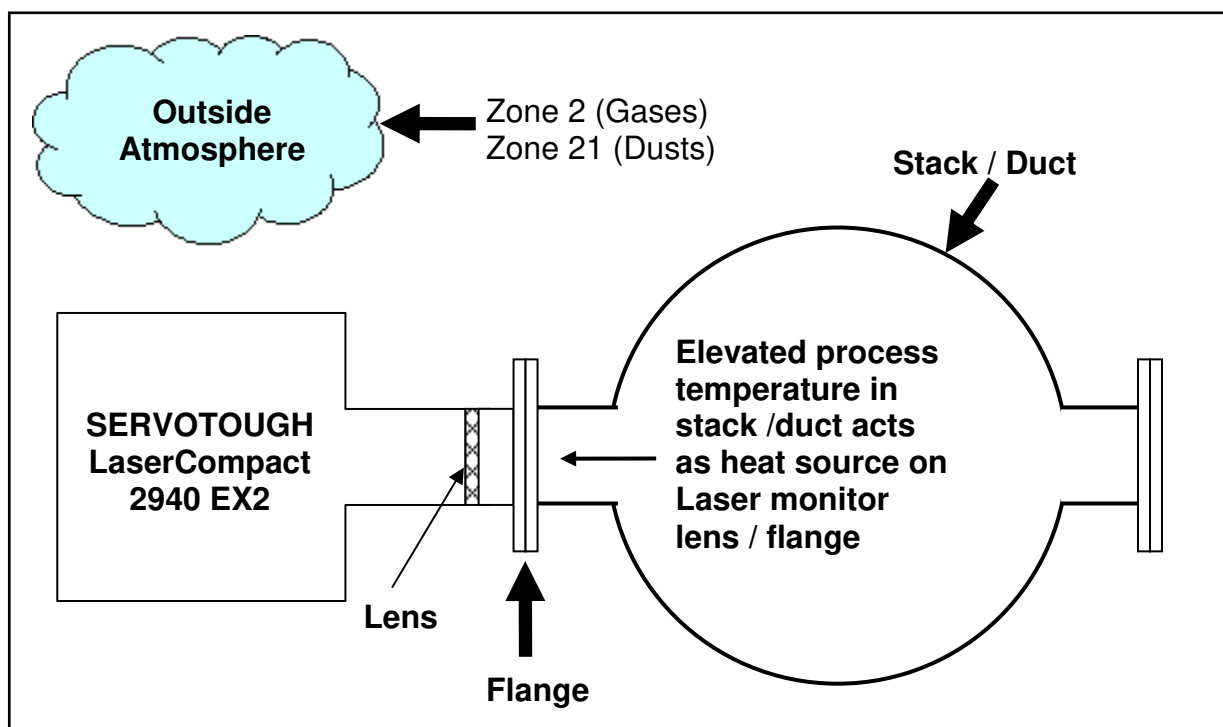 Outside
Atmosphere
Zone 2 (Gases)
Zone 21 (Dusts)
Stack / Duct
SERVOTOUGH
LaserCompact
2940 EX2
Elevated process
temperature in
stack /duct acts
as heat source on
Laser monitor
lens / flange
Lens
Flange